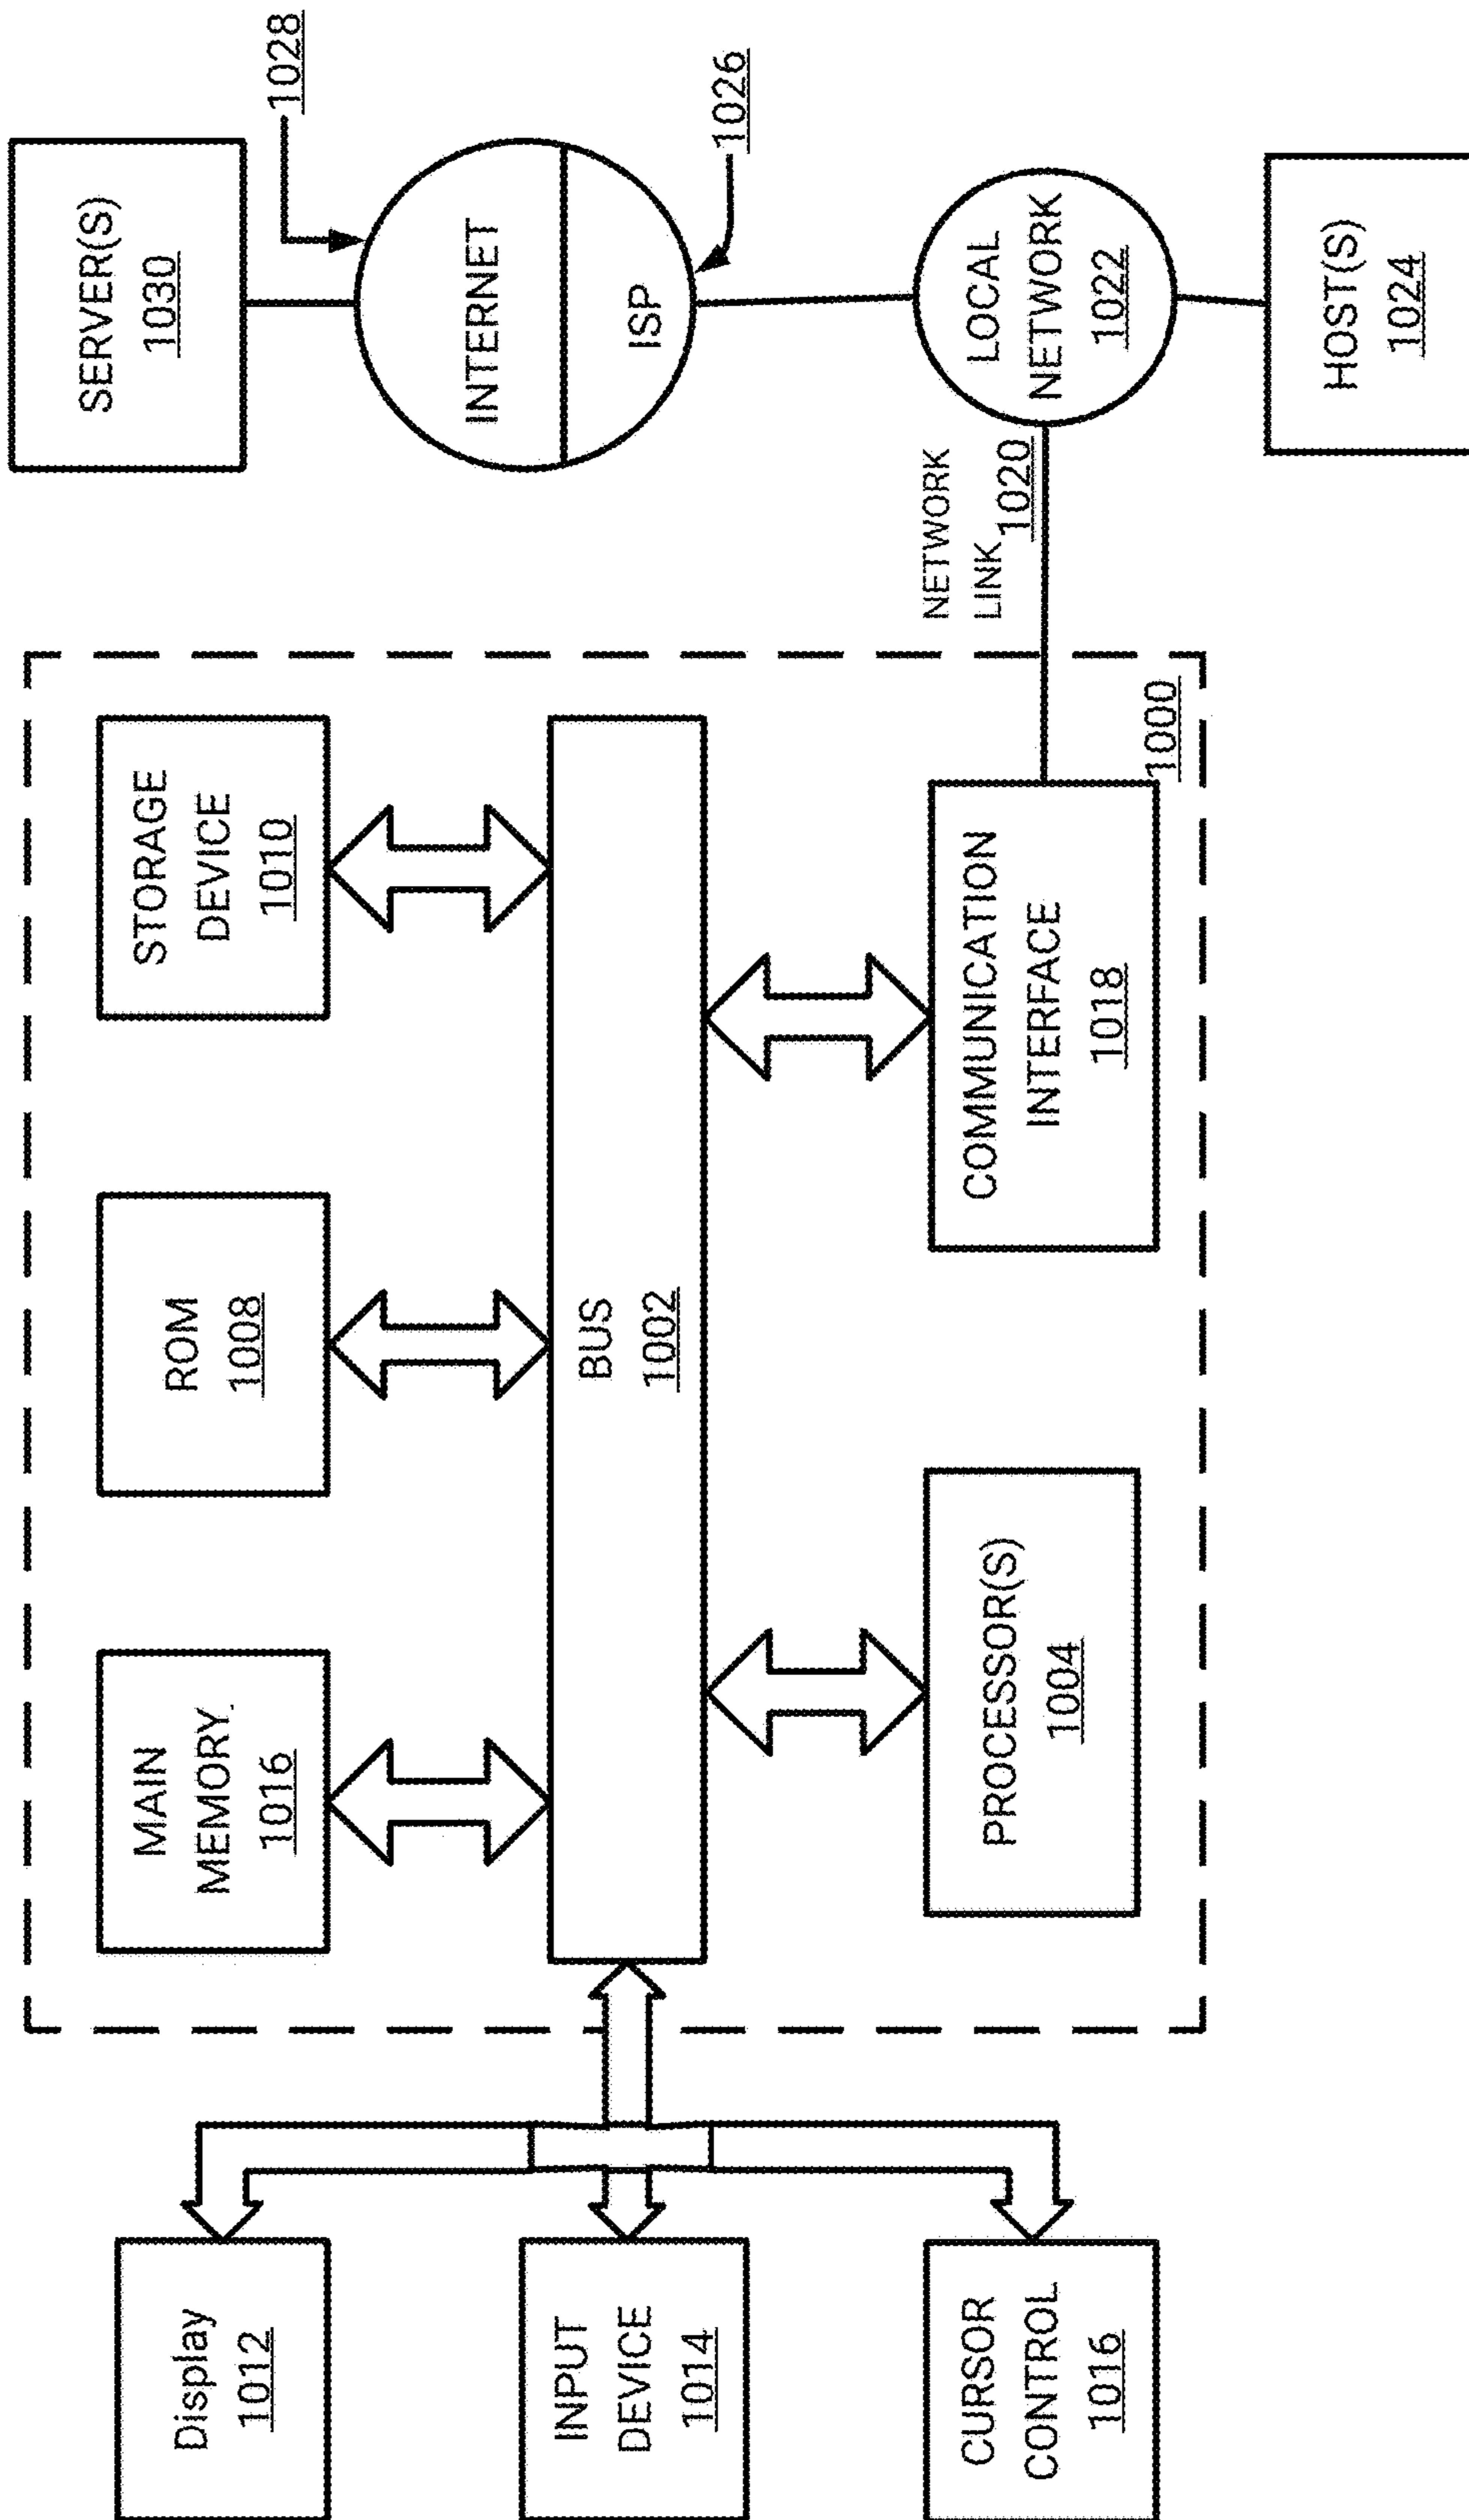 Display
1012
INPUT
DEVICE
1014
CURSOR
CONTROL
1016
MAIN
MEMORY
1016
ROM
1008
STORAGE
DEVICE
1010
BUS
1002
PROCESSOR(S)
1004
COMMUNICATION
INTERFACE
1018
1000
NETWORK
LINK
1020
SERVER(S)
1030
1028
INTERNET
ISP
1026
LOCAL
NETWORK
1022
HOST(S)
1024